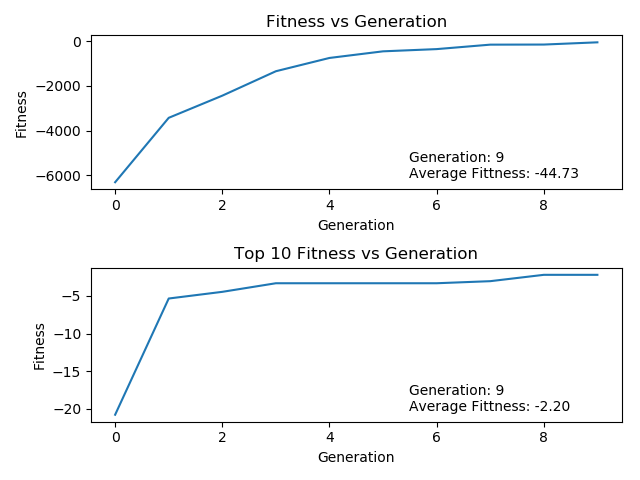 Fitness vs Generation
Fitness
0
−2000
−4000
−6000
Generation: 9
Average Fittness: -44.73
0 2 4 6 8
Generation
Top 10 Fitness vs Generation
Fitness
−5
−10
−15
−20
Generation: 9
Average Fittness: -2.20
0 2 4 6 8
Generation